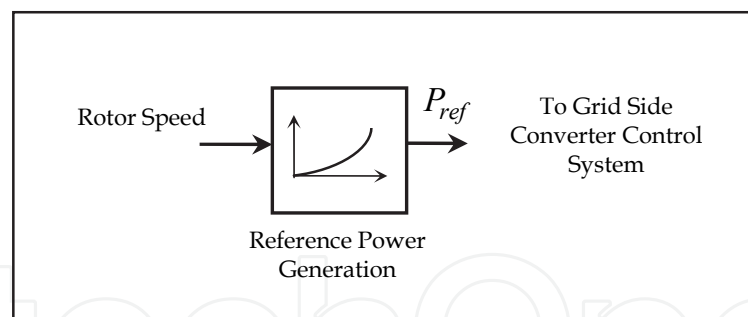 Rotor Speed
P_ref
To Grid Side
Converter Control
System
Reference Power
Generation